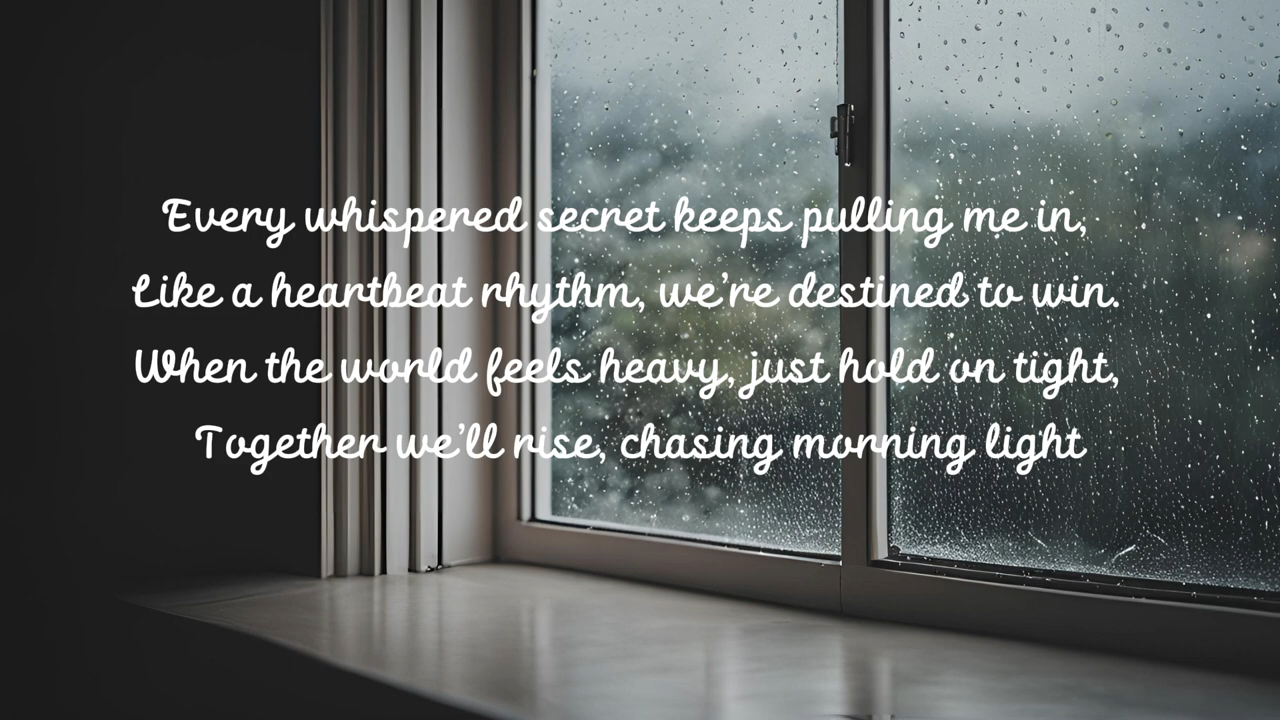 Every whispered secret keeps pulling me in,
Like a heartbeat rhythm, we're destined to win.
When the world feels heavy, just hold on tight,
Together we'll rise, chasing morning light